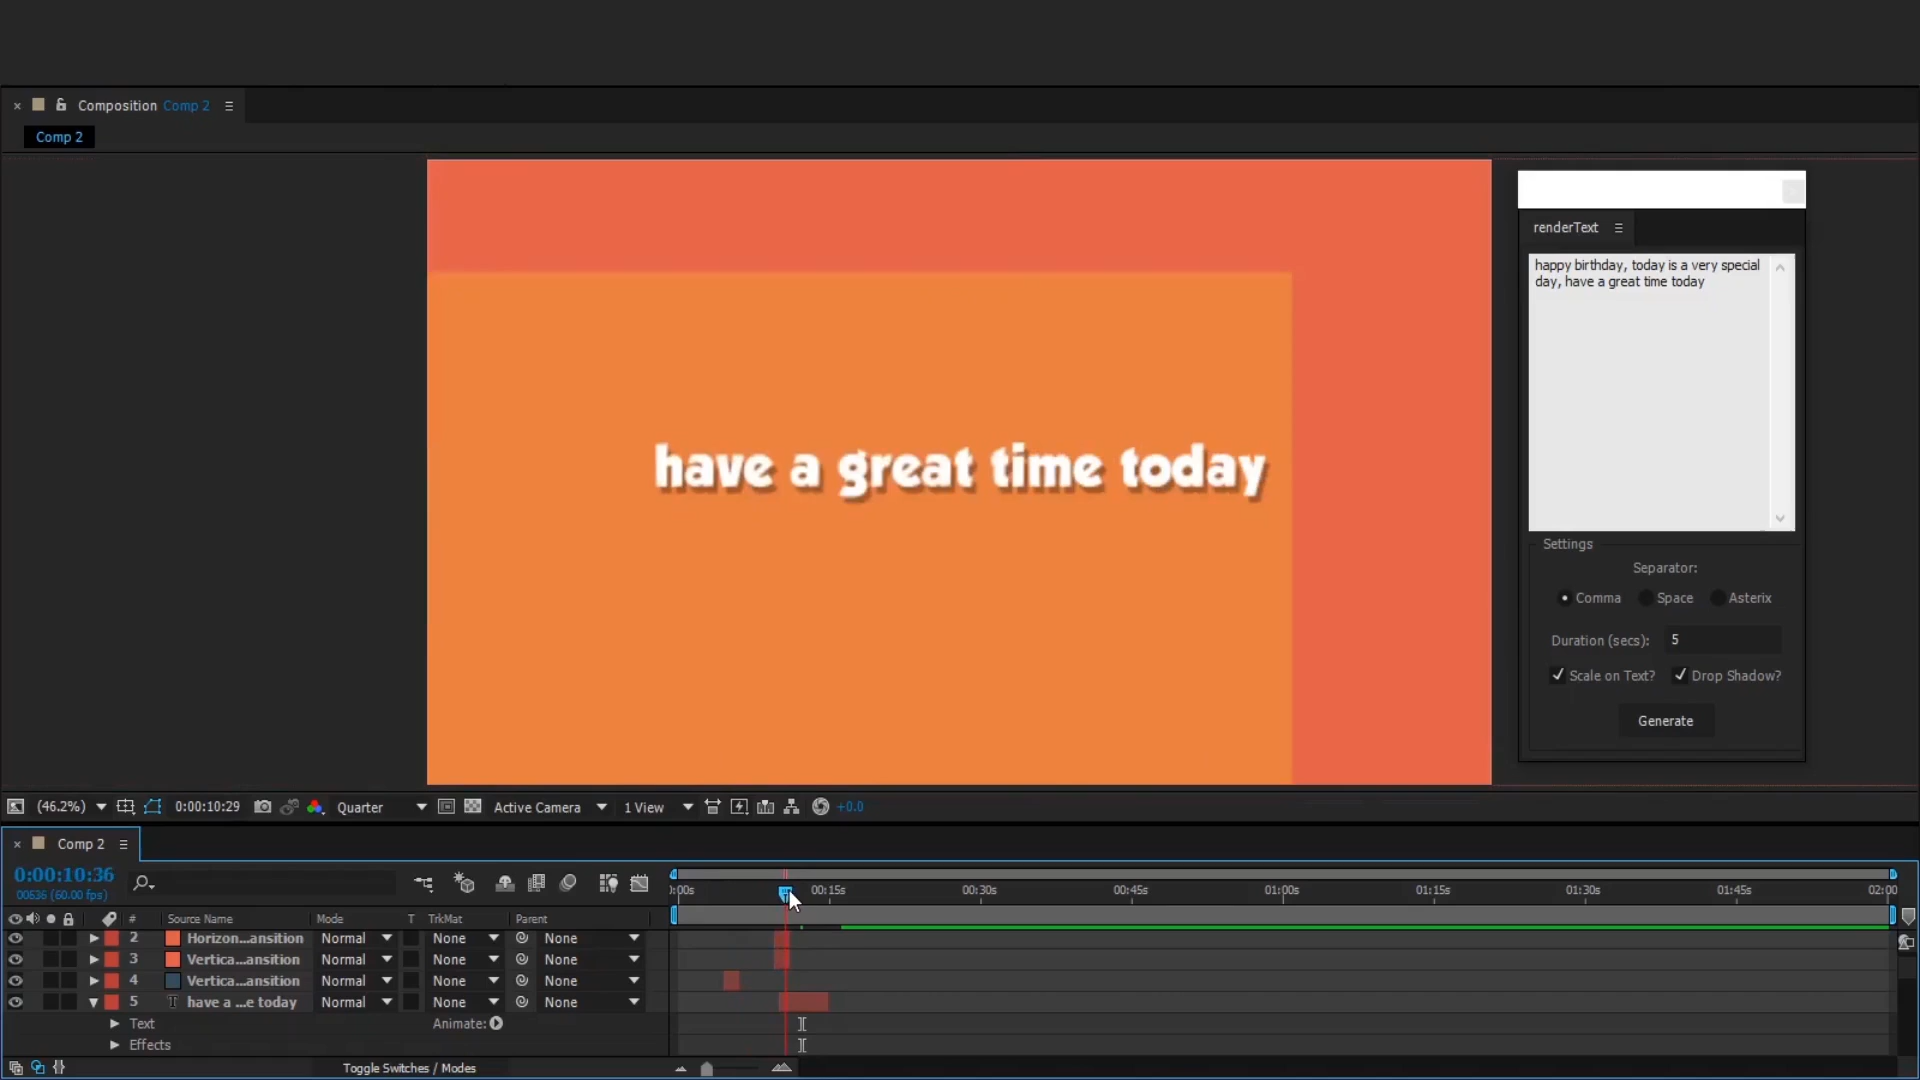 Composition Comp 2
Comp 2
have a great time today
renderText
happy birthday, today is a very special
day, have a great time today
Settings
Separator:
Comma Space Asterix
Duration (secs): 5
Scale on Text? Drop Shadow?
Generate
(46.2%) 0:00:10:29 Quarter Active Camera 1 View +0.0
Comp 2
0:00:10:36
00636 (60.00 fps)
:00s 00:15s 00:30s 00:45s 01:00s 01:15s 01:30s 01:45s 02:00
# Source Name Mode T TrkMat Parent
2 Horizon...ansition Normal None None
3 Vertica...ansition Normal None None
4 Vertica...ansition Normal None None
5 T have a ...e today Normal None None
Text Animate:
Effects
Toggle Switches / Modes